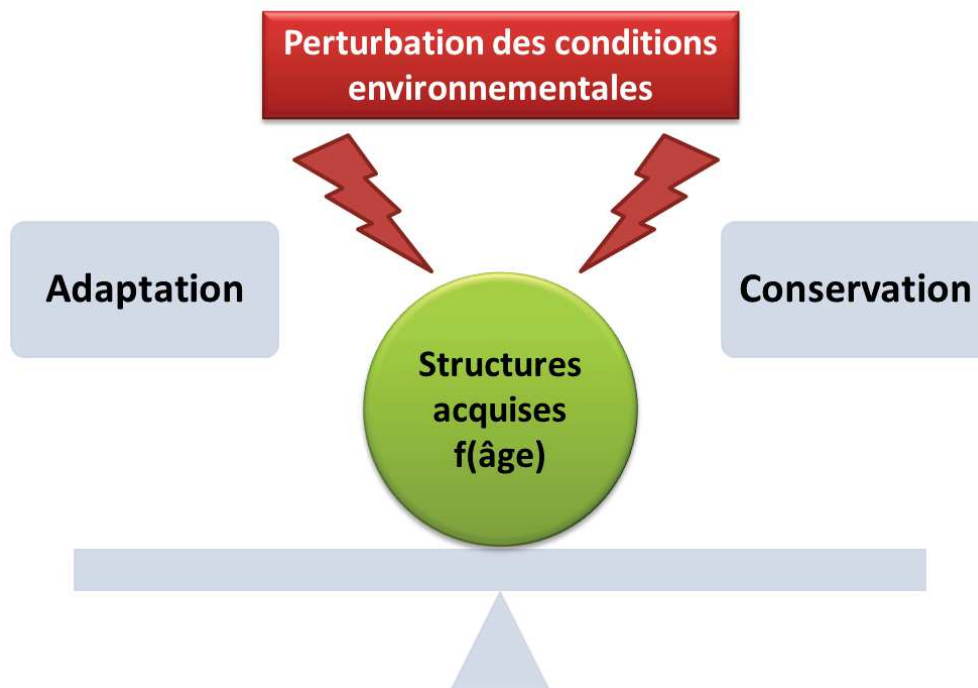 Perturbation des conditions
environnementales
Adaptation
Conservation
Structures
acquises
f(âge)